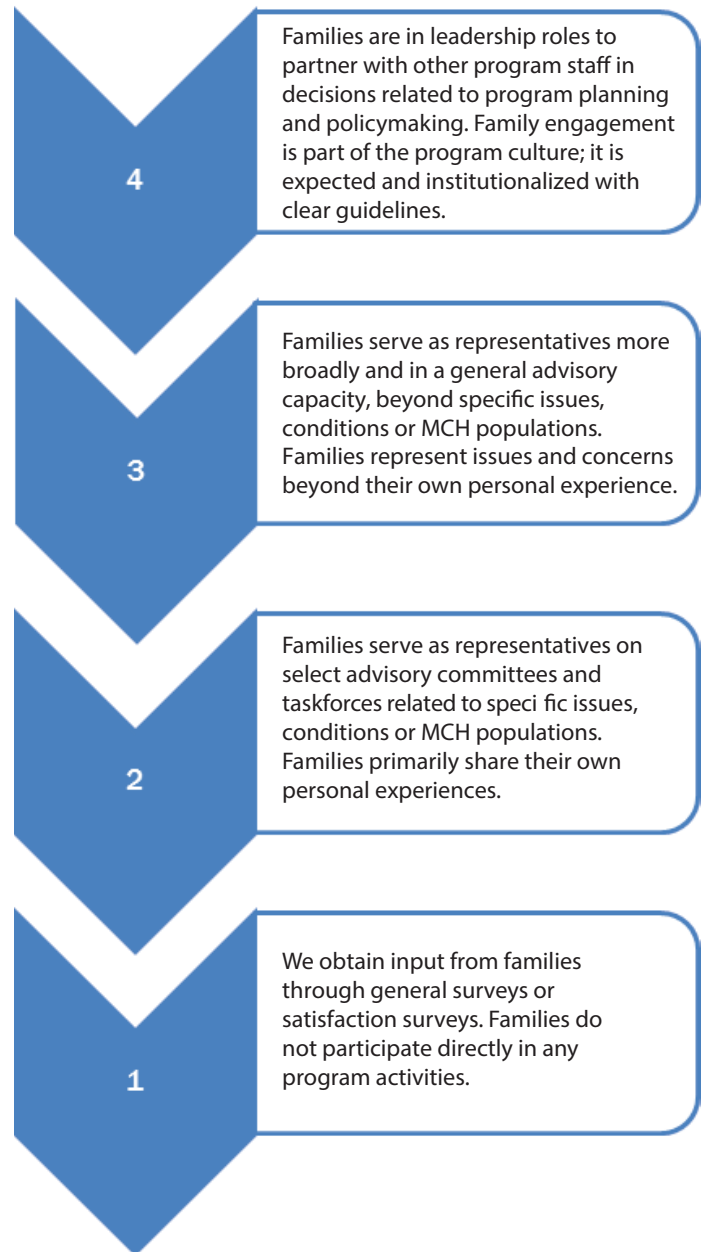 Families are in leadership roles to
partner with other program staff in
decisions related to program planning
and policymaking. Family engagement
is part of the program culture; it is
expected and institutionalized with
clear guidelines.
4
Families serve as representatives more
broadly and in a general advisory
capacity, beyond specific issues,
conditions or MCH populations.
Families represent issues and concerns
beyond their own personal experience.
3
Families serve as representatives on
select advisory committees and
taskforces related to speci fic issues,
conditions or MCH populations.
Families primarily share their own
personal experiences.
2
We obtain input from families
through general surveys or
satisfaction surveys. Families do
not participate directly in any
program activities.
1